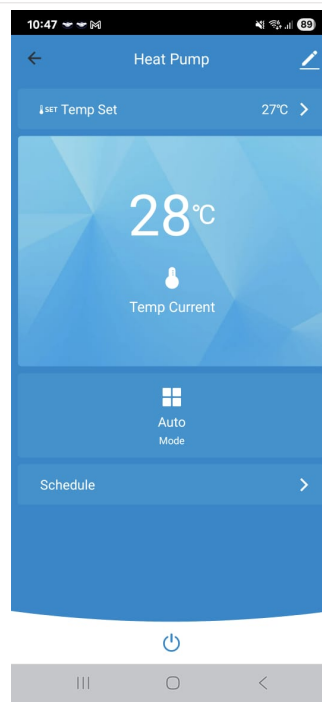 10:47
89
Heat Pump
SET Temp Set 27℃
28℃
Temp Current
Auto
Mode
Schedule